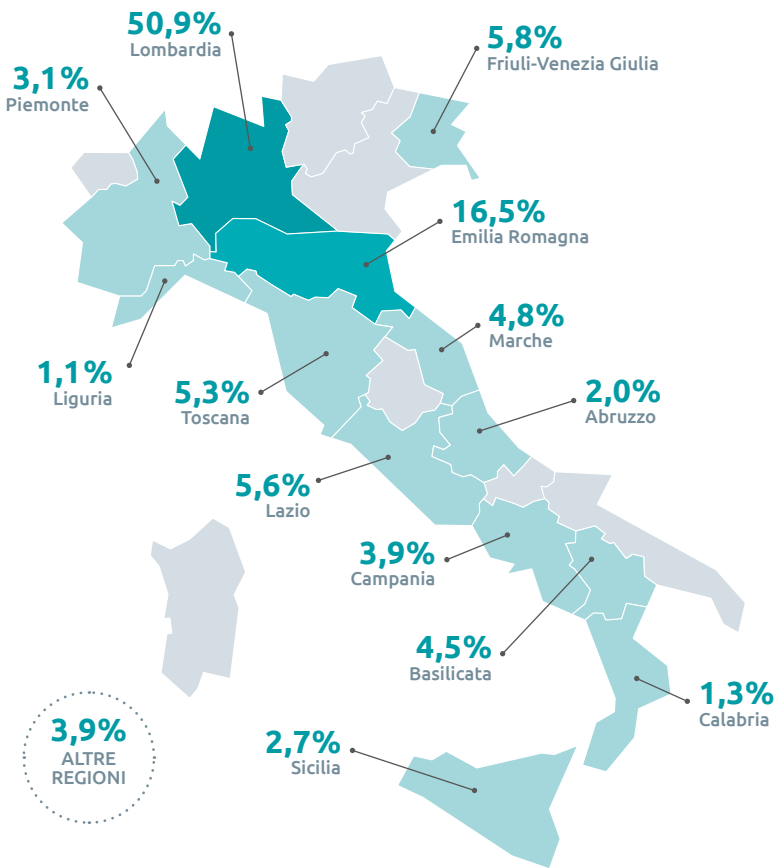 50,9%
Lombardia
5,8%
Friuli-Venezia Giulia
3,1%
Piemonte
16,5%
Emilia Romagna
4,8%
Marche
1,1%
Liguria
5,3%
Toscana
2,0%
Abruzzo
5,6%
Lazio
3,9%
Campania
4,5%
Basilicata
1,3%
Calabria
3,9%
ALTRE
REGIONI
2,7%
Sicilia